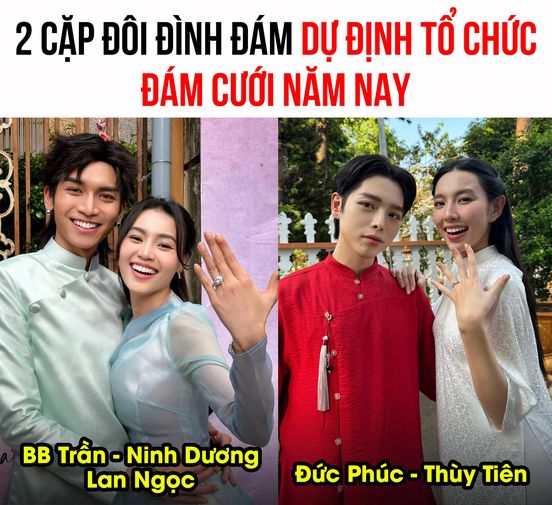 2 CẶP ĐÔI ĐÌNH ĐÁM DỰ ĐỊNH TỔ CHỨC
ĐÁM CƯỚI NĂM NAY
BB Trần - Ninh Dương
Lan Ngọc
Đức Phúc - Thùy Tiên